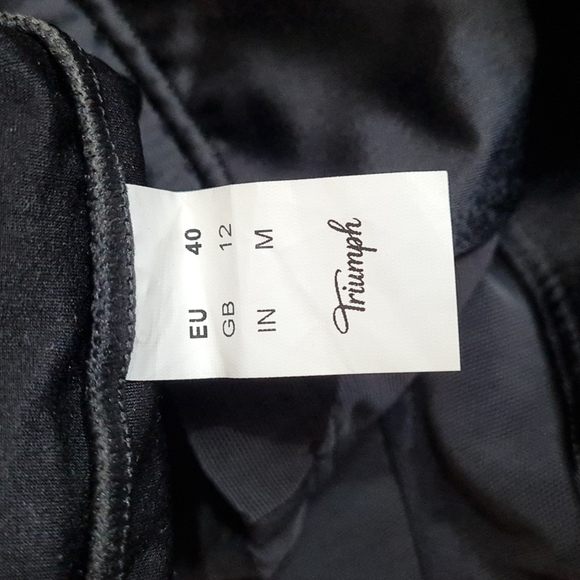 Triumph
EU 40
GB 12
IN M